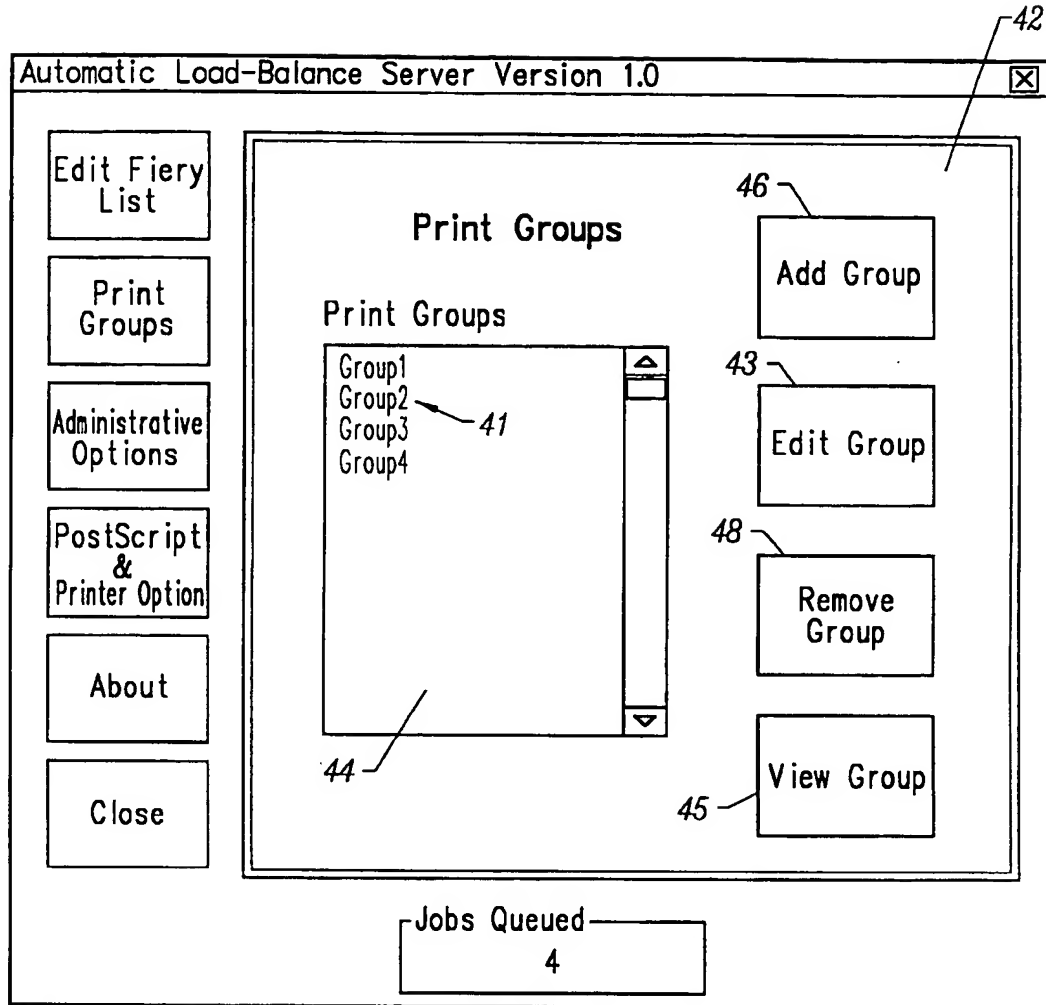 42
Automatic Load-Balance Server Version 1.0
Edit Fiery
List
Print
Groups
Administrative
Options
PostScript
&
Printer Option
About
Close
Print Groups
Print Groups
Group1
Group2
Group3
Group4
41
44
46
Add Group
43
Edit Group
48
Remove
Group
45
View Group
Jobs Queued
4